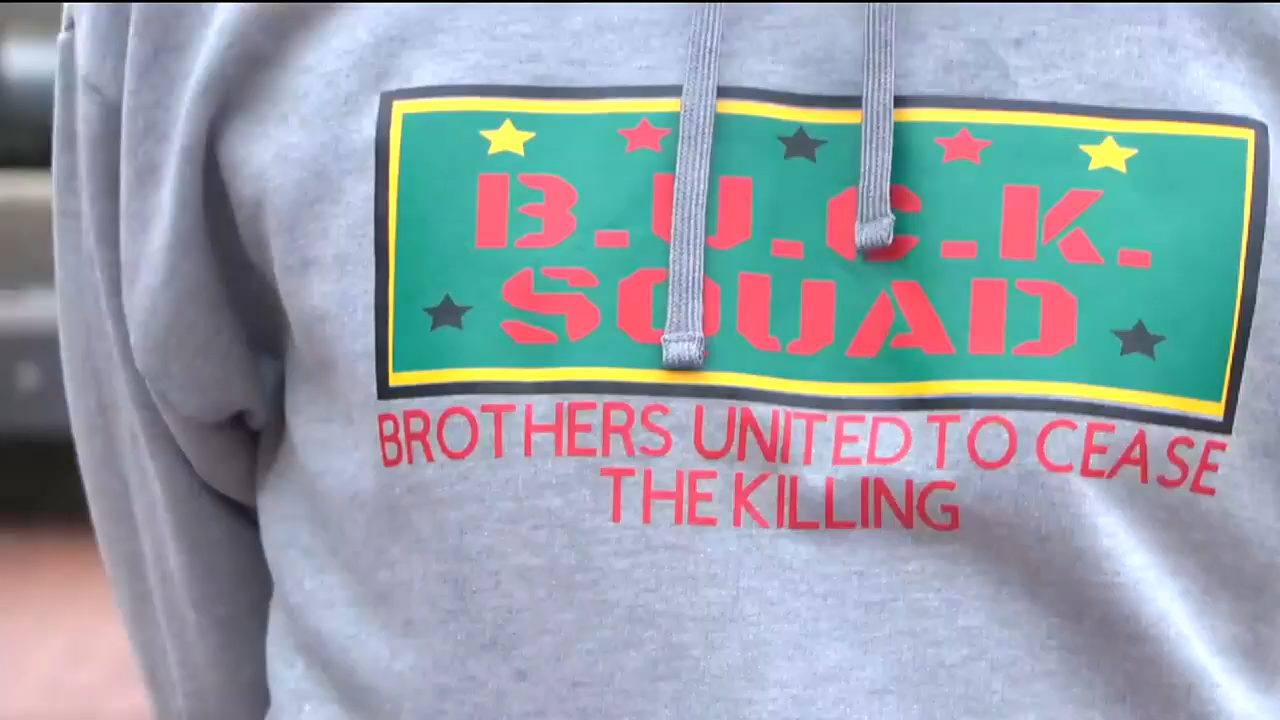 B.U.C.K.
SQUAD
BROTHERS UNITED TO CEASE
THE KILLING